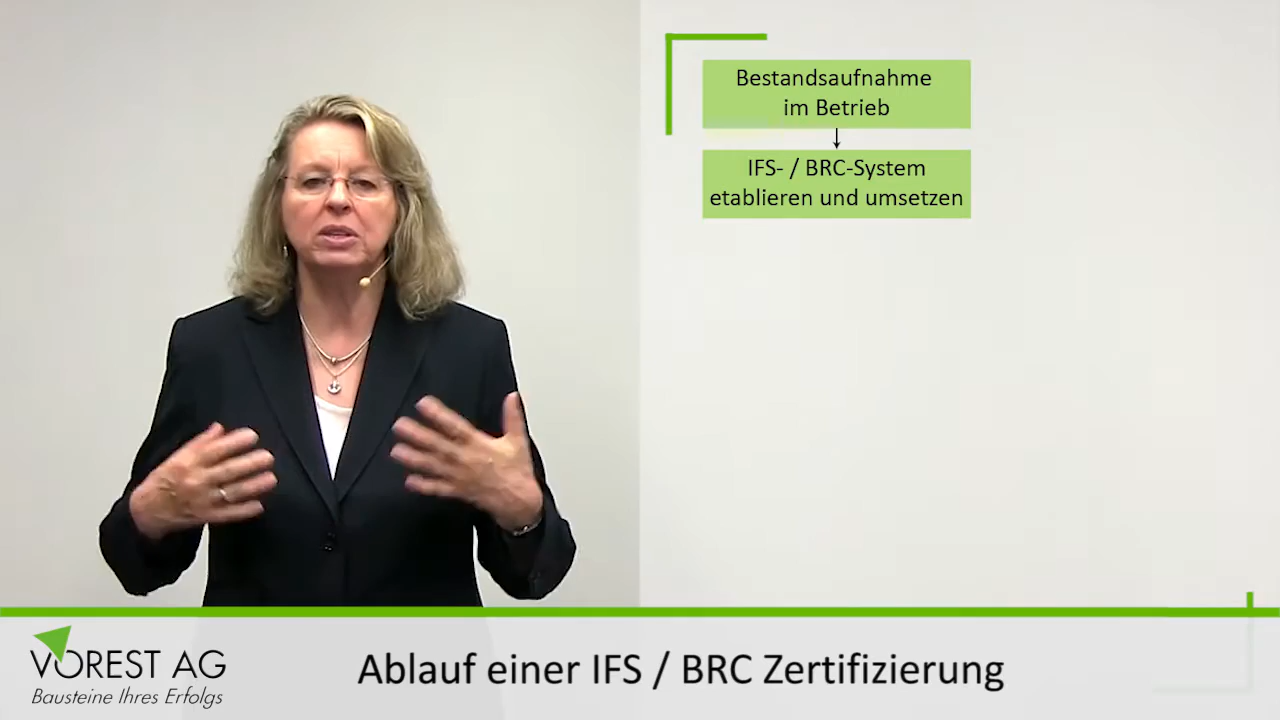 Bestandsaufnahme
im Betrieb
IFS- / BRC-System
etablieren und umsetzen
VOREST AG
Bausteine Ihres Erfolgs
Ablauf einer IFS / BRC Zertifizierung